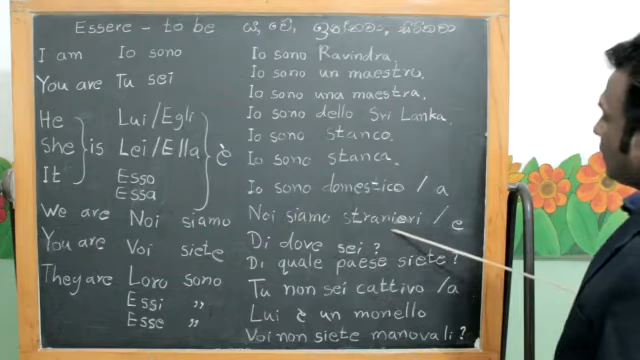 Essere - to be වී, වේ, ඉන්නවා, සිටිනවා
I am Io sono
You are Tu sei
He Lui/Egli
She is Lei/Ella è
It Esso
Essa
We are Noi siamo
You are Voi siete
They are Loro sono
Essi "
Esse "
Io sono Ravindra.
Io sono un maestro.
Io sono una maestra.
Io sono dello Sri Lanka.
Io sono stanco.
Io sono stanca.
Io sono domestico / a
Noi siamo stranieri / e
Di dove sei ?
Di quale paese siete ?
Tu non sei cattivo /a
Lui è un monello
Voi non siete manovali ?